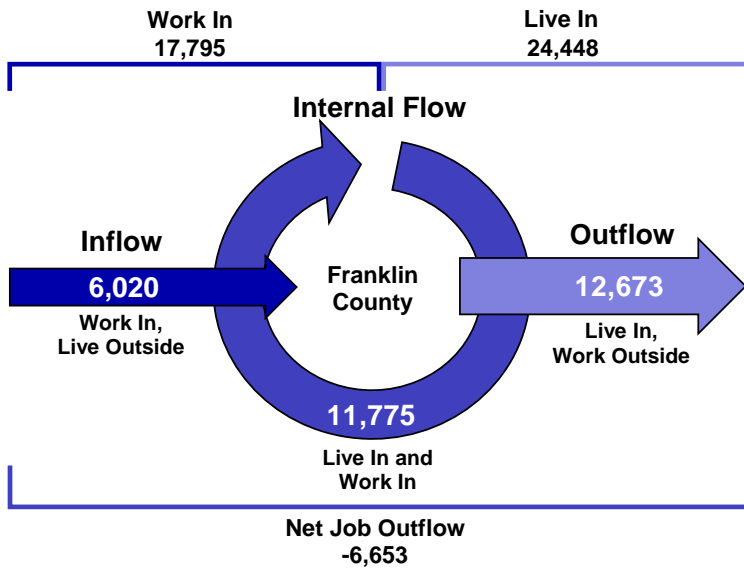 Work In
17,795
Live In
24,448
Internal Flow
Inflow
6,020
Work In,
Live Outside
Franklin
County
Outflow
12,673
Live In,
Work Outside
11,775
Live In and
Work In
Net Job Outflow
-6,653